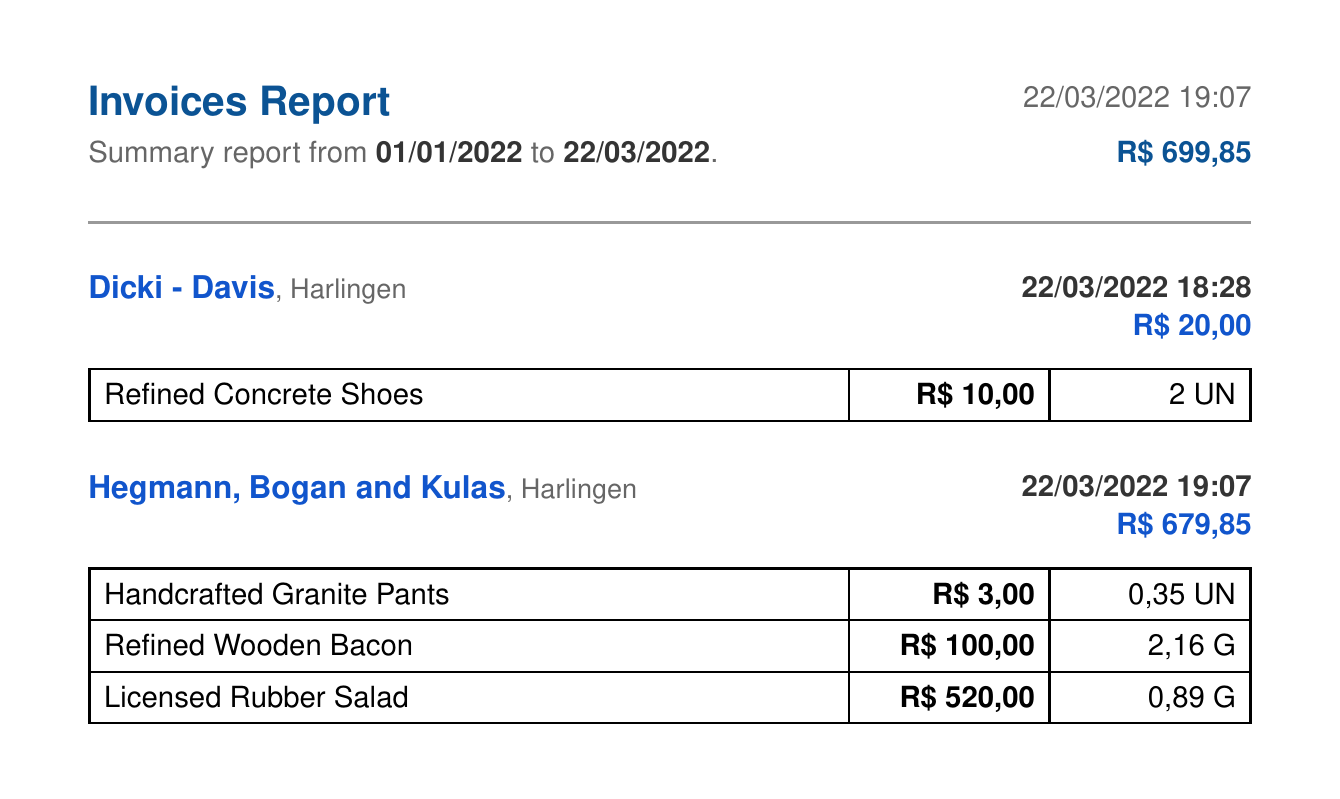 Invoices Report 22/03/2022 19:07
Summary report from 01/01/2022 to 22/03/2022. R$ 699,85
Dicki - Davis, Harlingen 22/03/2022 18:28
R$ 20,00
Refined Concrete Shoes R$ 10,00 2 UN
Hegmann, Bogan and Kulas, Harlingen 22/03/2022 19:07
R$ 679,85
Handcrafted Granite Pants R$ 3,00 0,35 UN
Refined Wooden Bacon R$ 100,00 2,16 G
Licensed Rubber Salad R$ 520,00 0,89 G